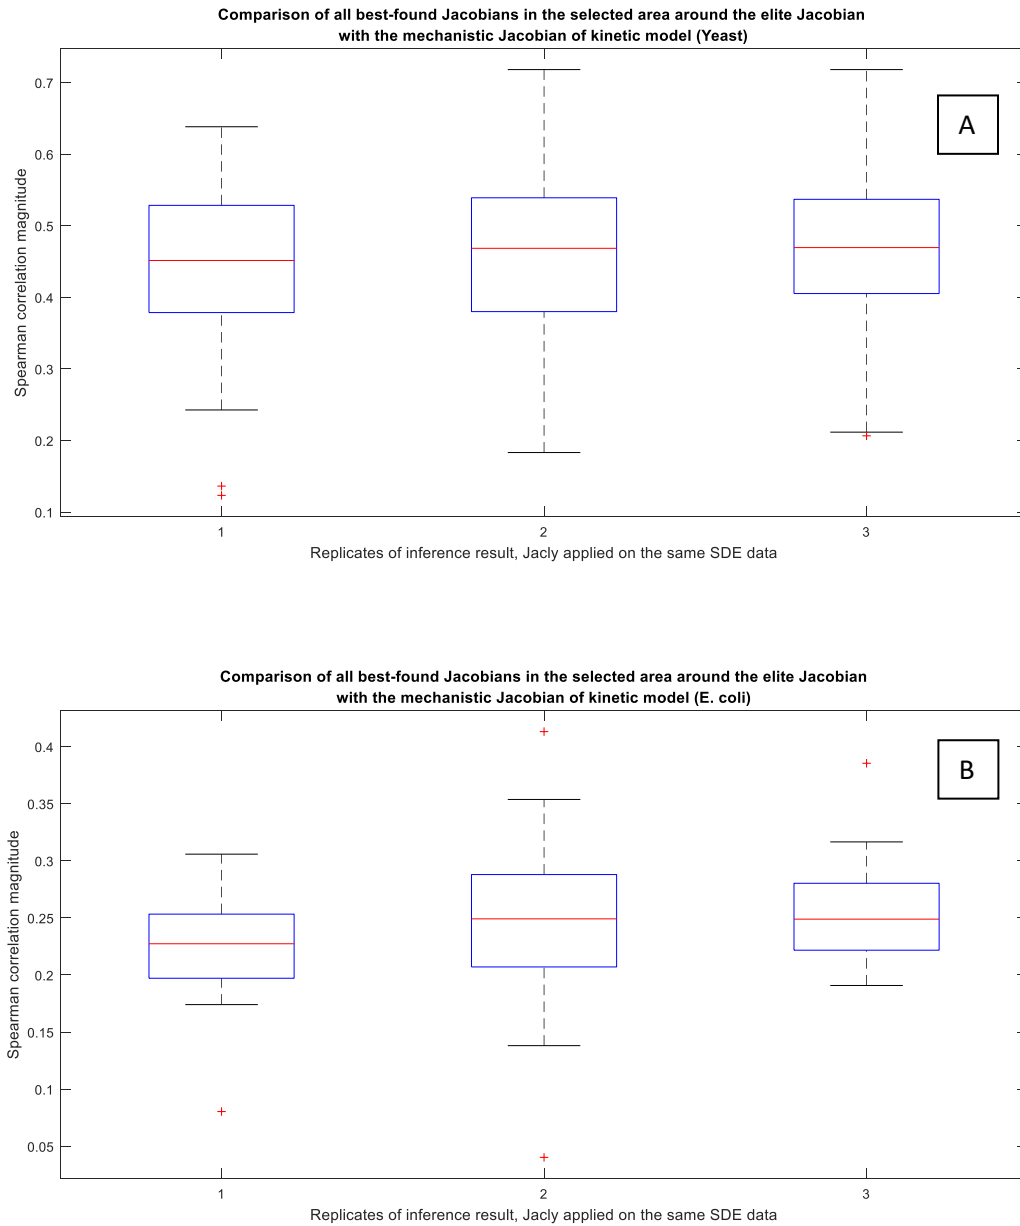 Comparison of all best-found Jacobians in the selected area around the elite Jacobian
with the mechanistic Jacobian of kinetic model (Yeast)
A
Spearman correlation magnitude
0.7
0.6
0.5
0.4
0.3
0.2
0.1
1 2 3
Replicates of inference result, Jacly applied on the same SDE data
Comparison of all best-found Jacobians in the selected area around the elite Jacobian
with the mechanistic Jacobian of kinetic model (E. coli)
B
Spearman correlation magnitude
0.4
0.35
0.3
0.25
0.2
0.15
0.1
0.05
1 2 3
Replicates of inference result, Jacly applied on the same SDE data